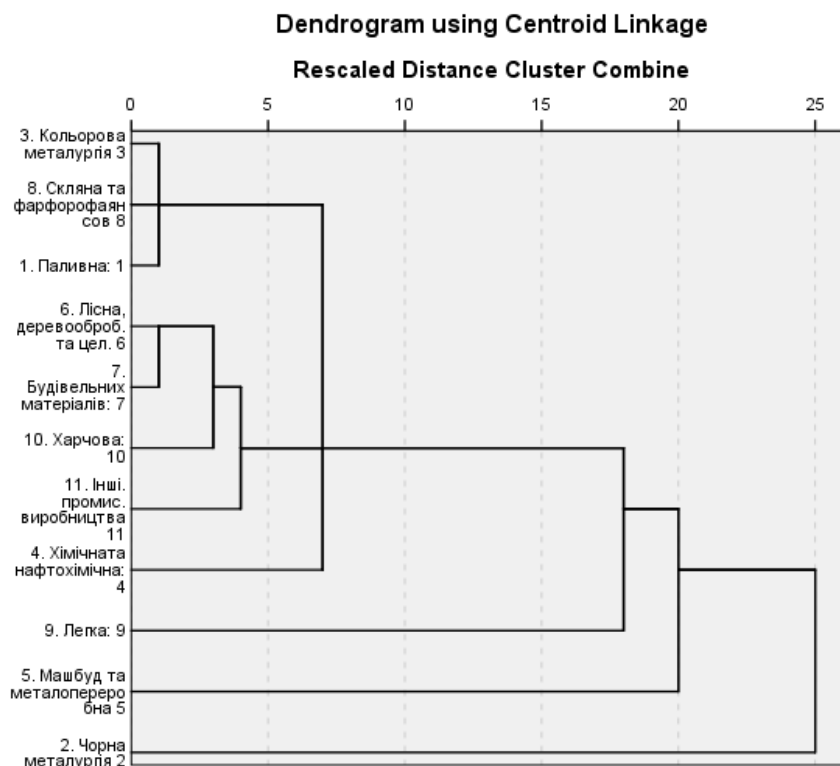 Dendrogram using Centroid Linkage
Rescaled Distance Cluster Combine
0 5 10 15 20 25
3. Кольорова
металургія 3
8. Скляна та
фарфорофаян
сов 8
1. Паливна: 1
6. Лісна,
деревооброб.
та цел. 6
7.
Будівельних
матеріалів: 7
10. Харчова:
10
11. Інші.
промис.
виробництва
11
4. Хімічната
нафтохімічна:
4
9. Легка: 9
5. Машбуд та
металопереро
бна 5
2. Чорна
металургія 2